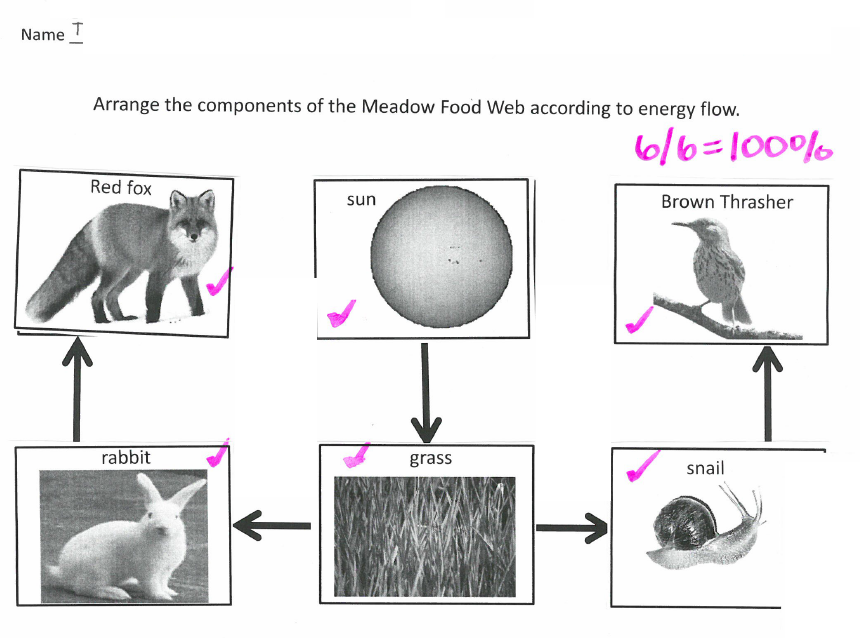 Name T
Arrange the components of the Meadow Food Web according to energy flow.
6/6=100%
Red fox
sun
Brown Thrasher
rabbit
grass
snail